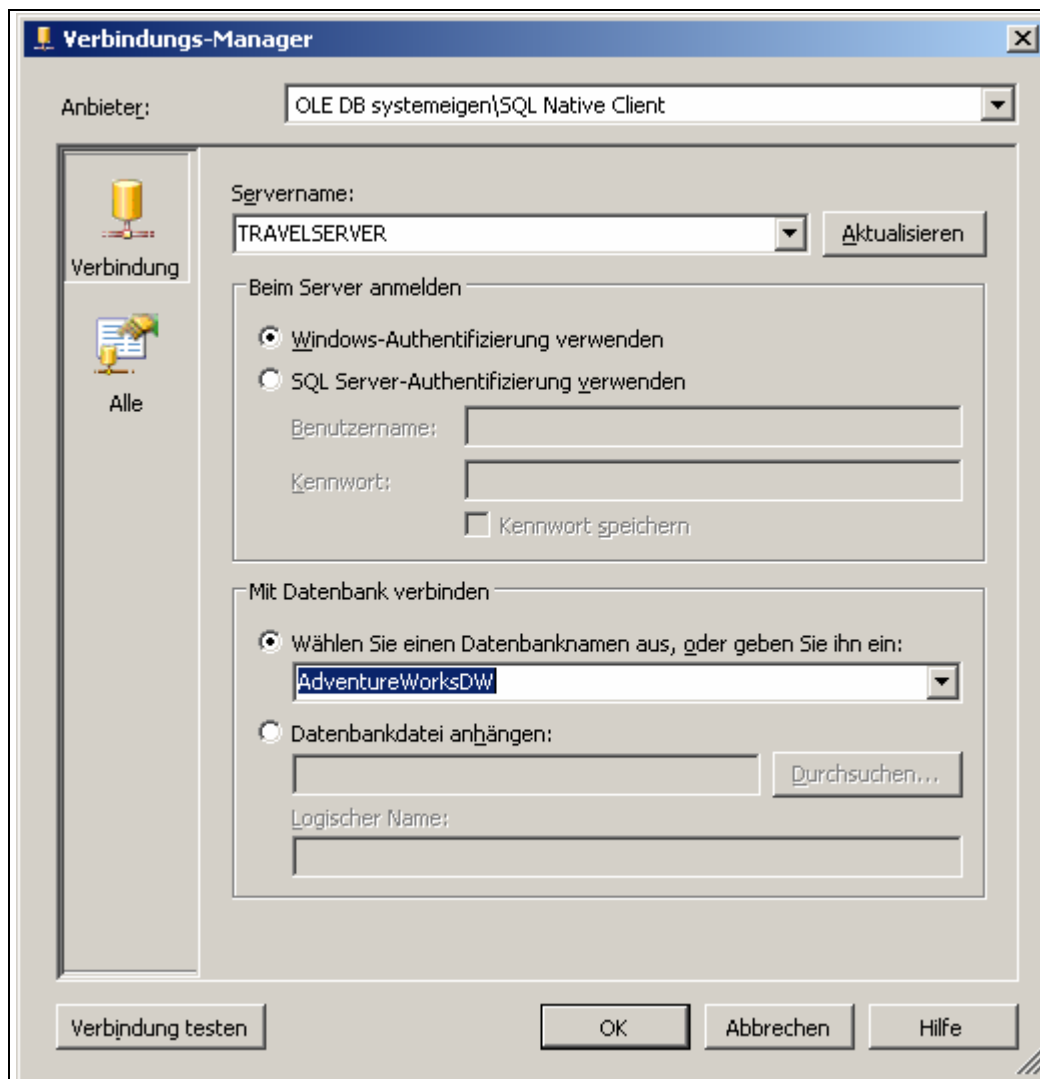 Verbindungs-Manager
Anbieter:
OLE DB systemeigen\SQL Native Client
Verbindung
Alle
Servername:
TRAVELSERVER
Aktualisieren
Beim Server anmelden
Windows-Authentifizierung verwenden
SQL Server-Authentifizierung verwenden
Benutzername:
Kennwort:
Kennwort speichern
Mit Datenbank verbinden
Wählen Sie einen Datenbanknamen aus, oder geben Sie ihn ein:
AdventureWorksDW
Datenbankdatei anhängen:
Durchsuchen...
Logischer Name:
Verbindung testen
OK
Abbrechen
Hilfe